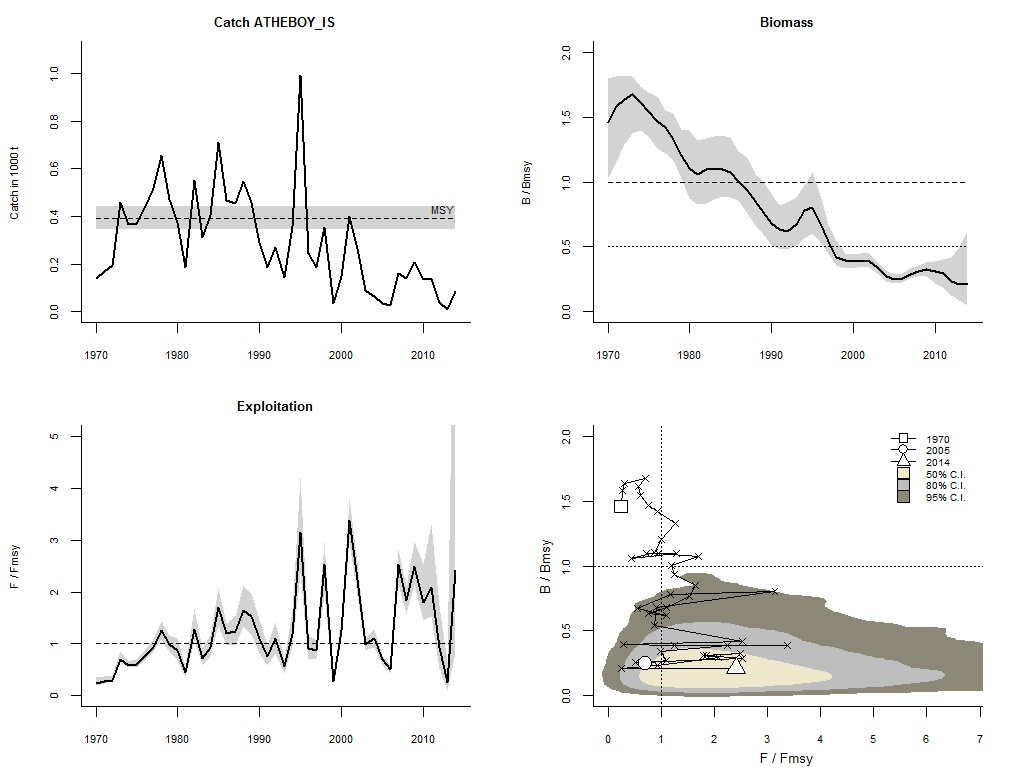 Catch ATHEBOY_IS
Catch in 1000 t
0.0 0.2 0.4 0.6 0.8 1.0
MSY
1970 1980 1990 2000 2010
Biomass
B / Bmsy
0.0 0.5 1.0 1.5 2.0
1970 1980 1990 2000 2010
Exploitation
F / Fmsy
0 1 2 3 4 5
1970 1980 1990 2000 2010
B / Bmsy
0.0 0.5 1.0 1.5 2.0
1970
2005
2014
50% C.I.
80% C.I.
95% C.I.
0 1 2 3 4 5 6 7
F / Fmsy